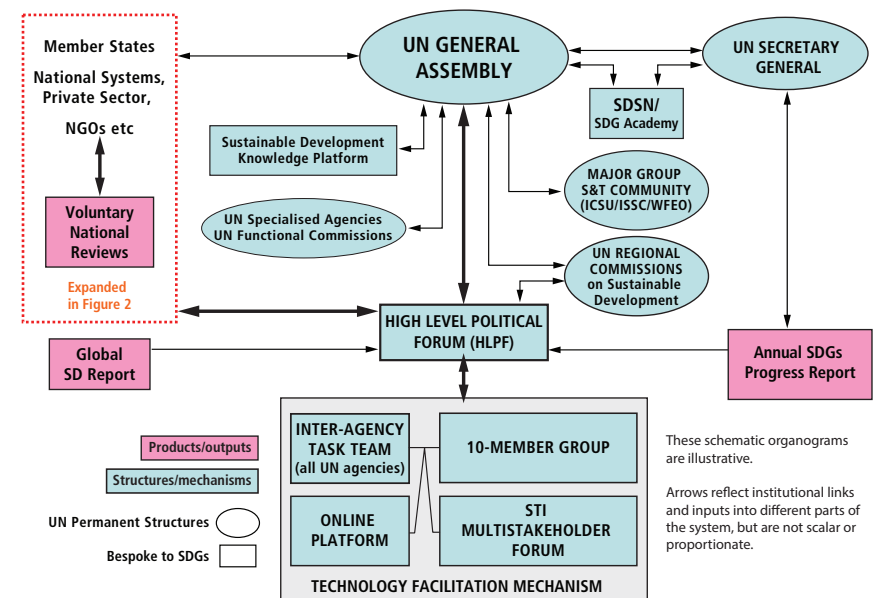 Member States
National Systems,
Private Sector,
NGOs etc
Voluntary
National
Reviews
Expanded
in Figure 2
UN GENERAL
ASSEMBLY
UN SECRETARY
GENERAL
SDSN/
SDG Academy
Sustainable Development
Knowledge Platform
MAJOR GROUP
S&T COMMUNITY
(ICSU/ISSC/WFEO)
UN Specialised Agencies
UN Functional Commissions
UN REGIONAL
COMMISSIONS
on Sustainable
Development
HIGH LEVEL POLITICAL
FORUM (HLPF)
Global
SD Report
Annual SDGs
Progress Report
INTER-AGENCY
TASK TEAM
(all UN agencies)
10-MEMBER GROUP
ONLINE
PLATFORM
STI
MULTISTAKEHOLDER
FORUM
TECHNOLOGY FACILITATION MECHANISM
Products/outputs
Structures/mechanisms
UN Permanent Structures
Bespoke to SDGs
These schematic organograms
are illustrative.
Arrows reflect institutional links
and inputs into different parts of
the system, but are not scalar or
proportionate.